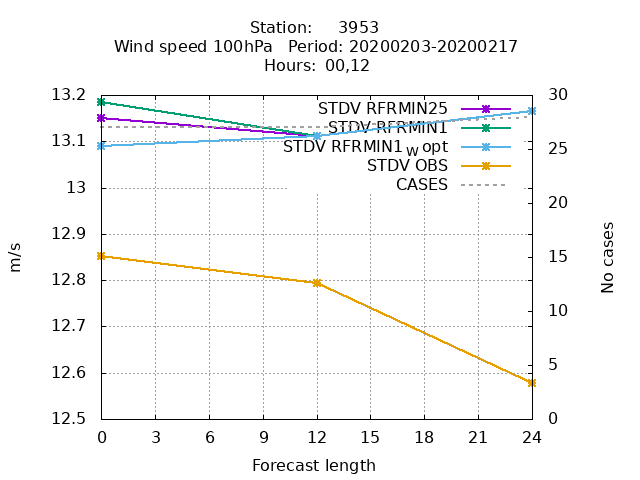 Station:     3953
Wind speed 100hPa   Period: 20200203-20200217
Hours: 00,12
13.2
13.1
13
12.9
12.8
12.7
12.6
12.5
m/s
STDV RFRMIN25
STDV RFRMIN1
STDV RFRMIN1_W opt
STDV OBS
CASES
30
25
20
15
10
5
0
No cases
0 3 6 9 12 15 18 21 24
Forecast length